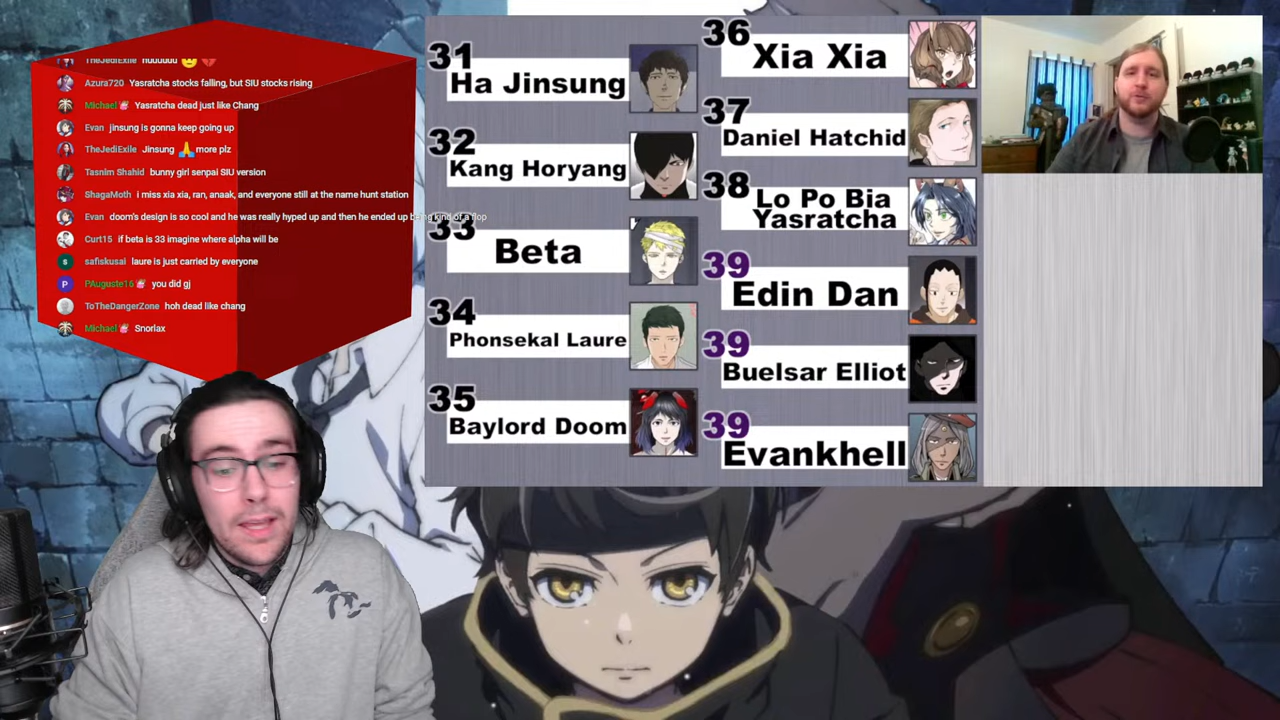 TheJediExile nuuuuuu
Azura720 Yasratcha stocks falling, but SIU stocks rising
Michael Yasratcha dead just like Chang
Evan jinsung is gonna keep going up
TheJediExile Jinsung more plz
Tasnim Shahid bunny girl senpai SIU version
ShagaMoth i miss xia xia, ran, anaak, and everyone still at the name hunt station
Evan doom's design is so cool and he was really hyped up and then he ended up being kind of a flop
Curt15 if beta is 33 imagine where alpha will be
s safiskusai laure is just carried by everyone
P PAuguste16 you did gj
ToTheDangerZone hoh dead like chang
Michael Snorlax
31
Ha Jinsung
32
Kang Horyang
33
Beta
34
Phonsekal Laure
35
Baylord Doom
36
Xia Xia
37
Daniel Hatchid
38
Lo Po Bia
Yasratcha
39
Edin Dan
39
Buelsar Elliot
39
Evankhell